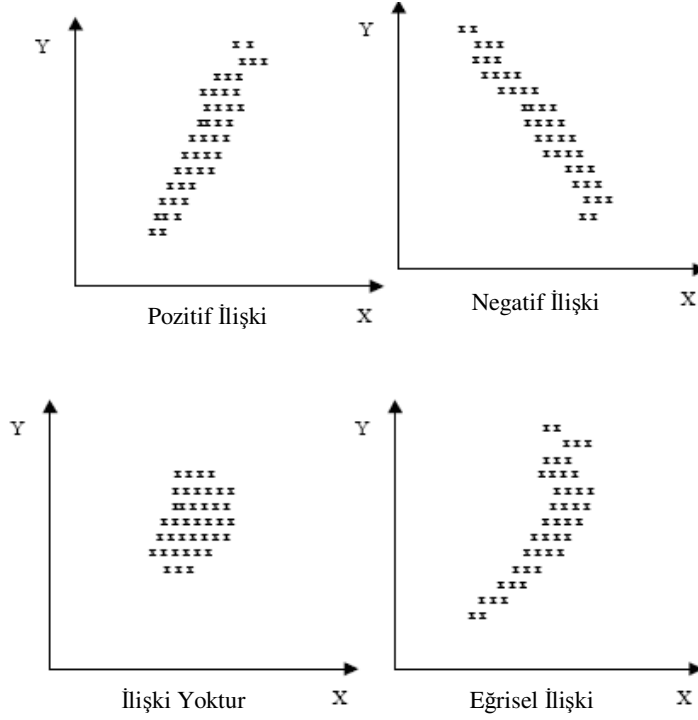 Y
Y
Pozitif İlişki X
Negatif İlişki X
Y
Y
İlişki Yoktur X
Eğrisel İlişki X